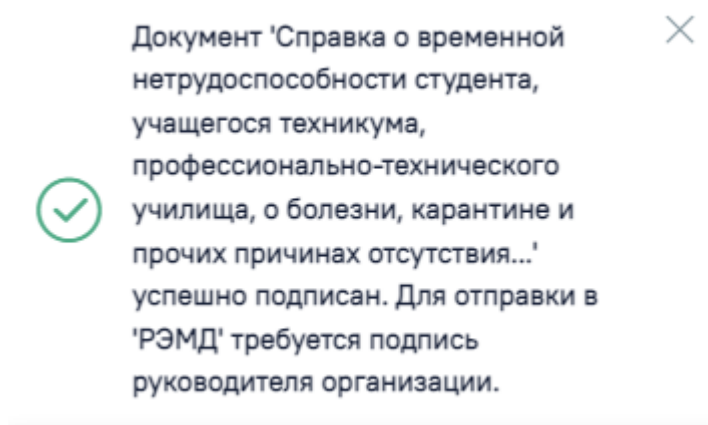 Документ 'Справка о временной
нетрудоспособности студента,
учащегося техникума,
профессионально-технического
училища, о болезни, карантине и
прочих причинах отсутствия...'
успешно подписан. Для отправки в
'РЭМД' требуется подпись
руководителя организации.